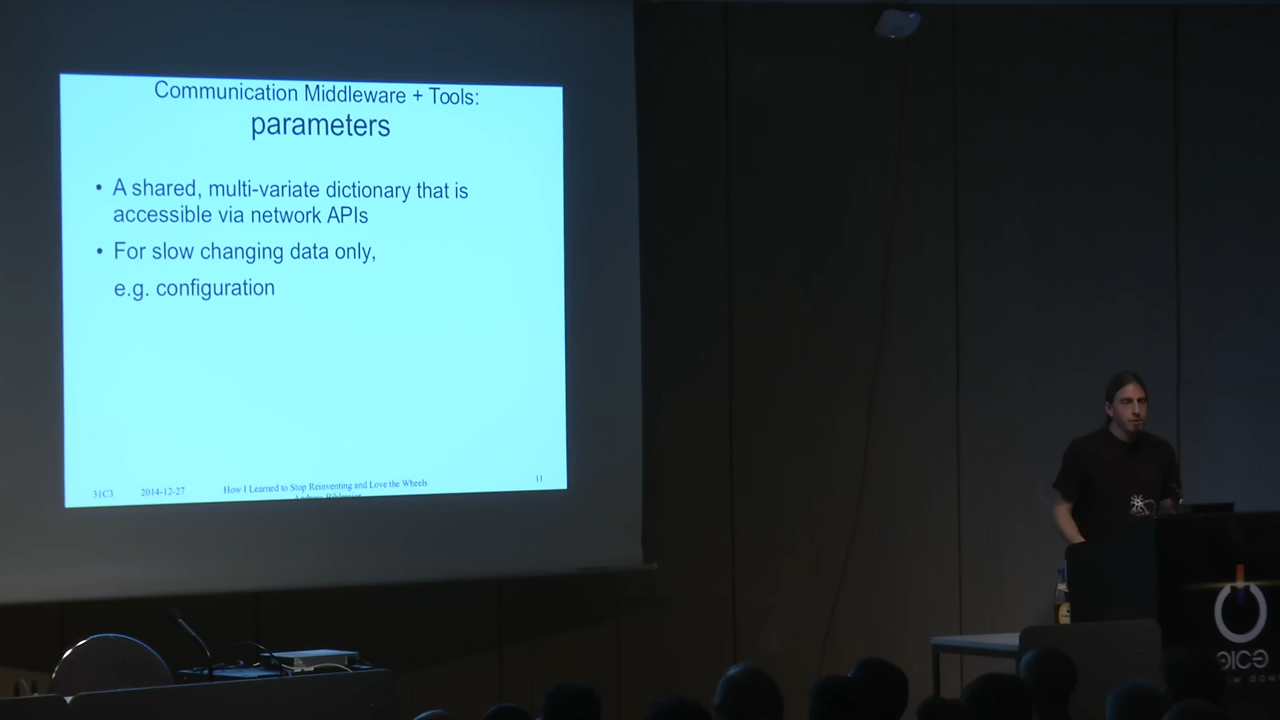 Communication Middleware + Tools:
parameters
• A shared, multi-variate dictionary that is
accessible via network APIs
• For slow changing data only,
e.g. configuration
31C3 2014-12-27 How I Learned to Stop Reinventing and Love the Wheels 11